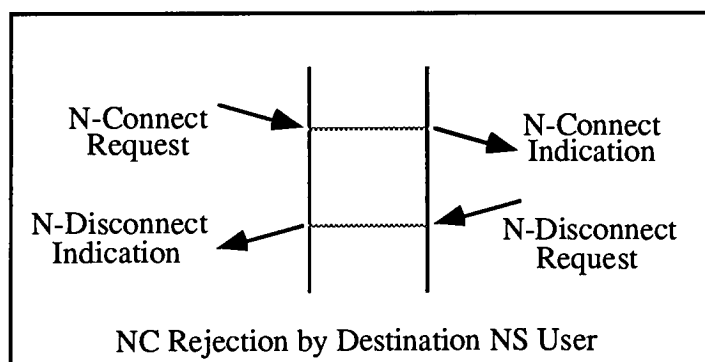 N-Connect
Request
N-Connect
Indication
N-Disconnect
Indication
N-Disconnect
Request
NC Rejection by Destination NS User